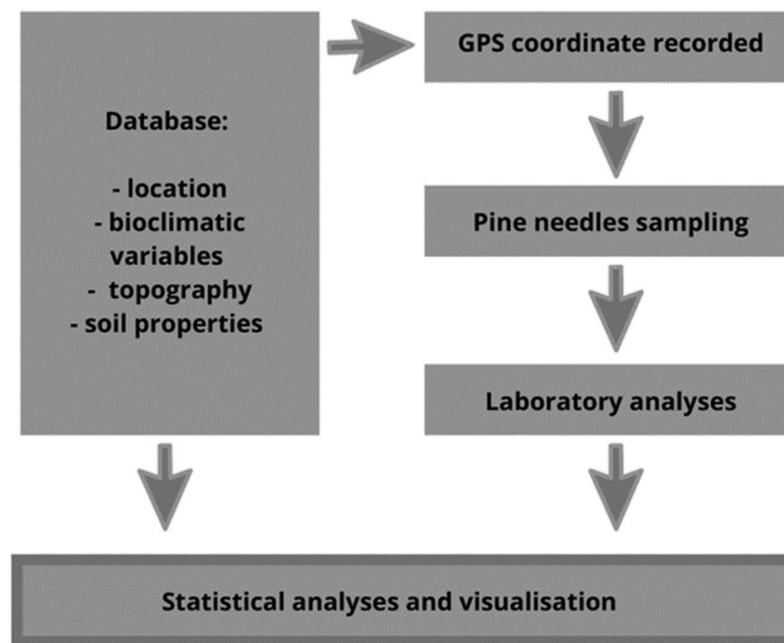 Database:
- location
- bioclimatic
variables
- topography
- soil properties
GPS coordinate recorded
Pine needles sampling
Laboratory analyses
Statistical analyses and visualisation